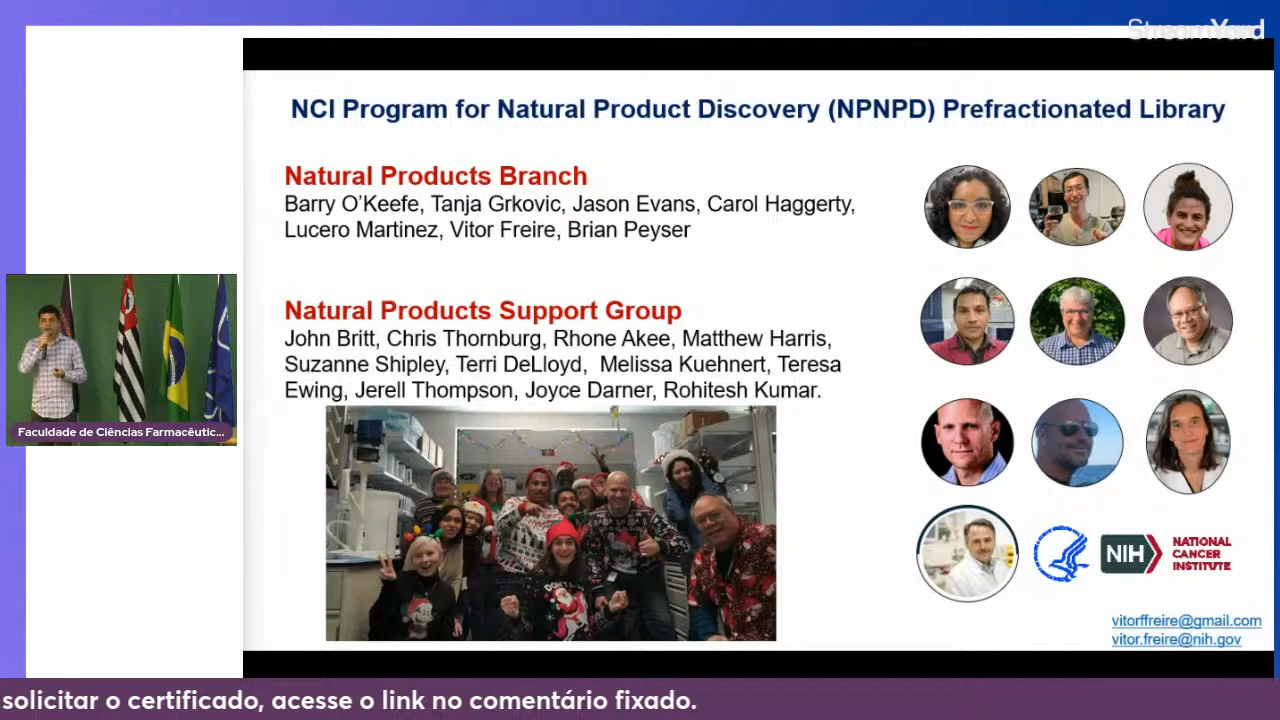 StreamYard
NCI Program for Natural Product Discovery (NPNPD) Prefractionated Library
Natural Products Branch
Barry O'Keefe, Tanja Grkovic, Jason Evans, Carol Haggerty,
Lucero Martinez, Vitor Freire, Brian Peyser
Natural Products Support Group
John Britt, Chris Thornburg, Rhone Akee, Matthew Harris,
Suzanne Shipley, Terri DeLloyd, Melissa Kuehnert, Teresa
Ewing, Jerell Thompson, Joyce Darner, Rohitesh Kumar.
NIH
NATIONAL
CANCER
INSTITUTE
vitorffreire@gmail.com
vitor.freire@nih.gov
Faculdade de Ciências Farmacêutic...
solicitar o certificado, acesse o link no comentário fixado.